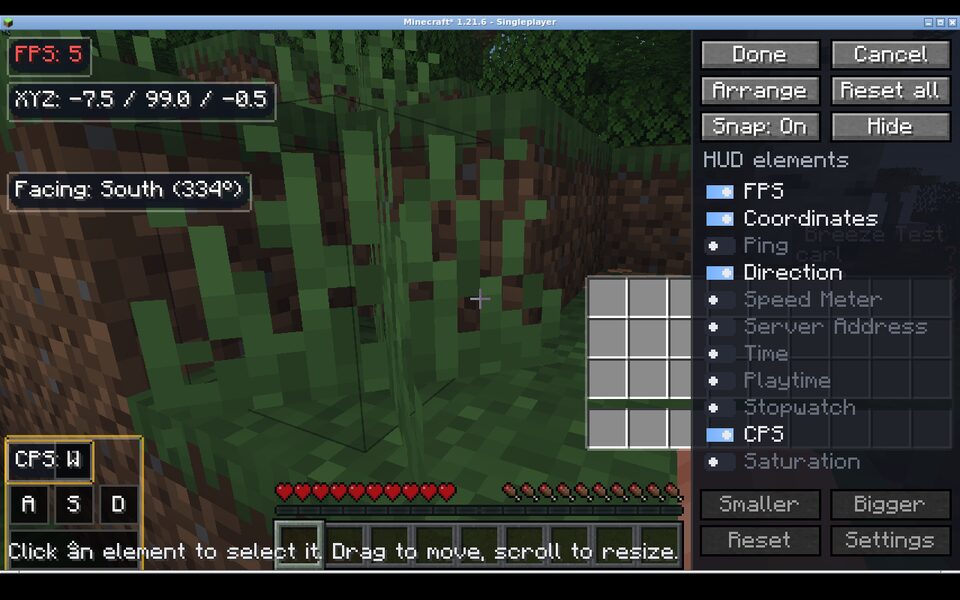 Minecraft* 1.21.6 - Singleplayer
FPS: 5
XYZ: -7.5 / 99.0 / -0.5
Facing: South (334°)
CPS: W
A S D
Click an element to select it. Drag to move, scroll to resize.
Done Cancel
Arrange Reset all
Snap: On Hide
HUD elements
FPS
Coordinates
Ping
Breeze Test
carl
Direction
Speed Meter
Server Address
Time
Playtime
Stopwatch
CPS
Saturation
Smaller Bigger
Reset Settings